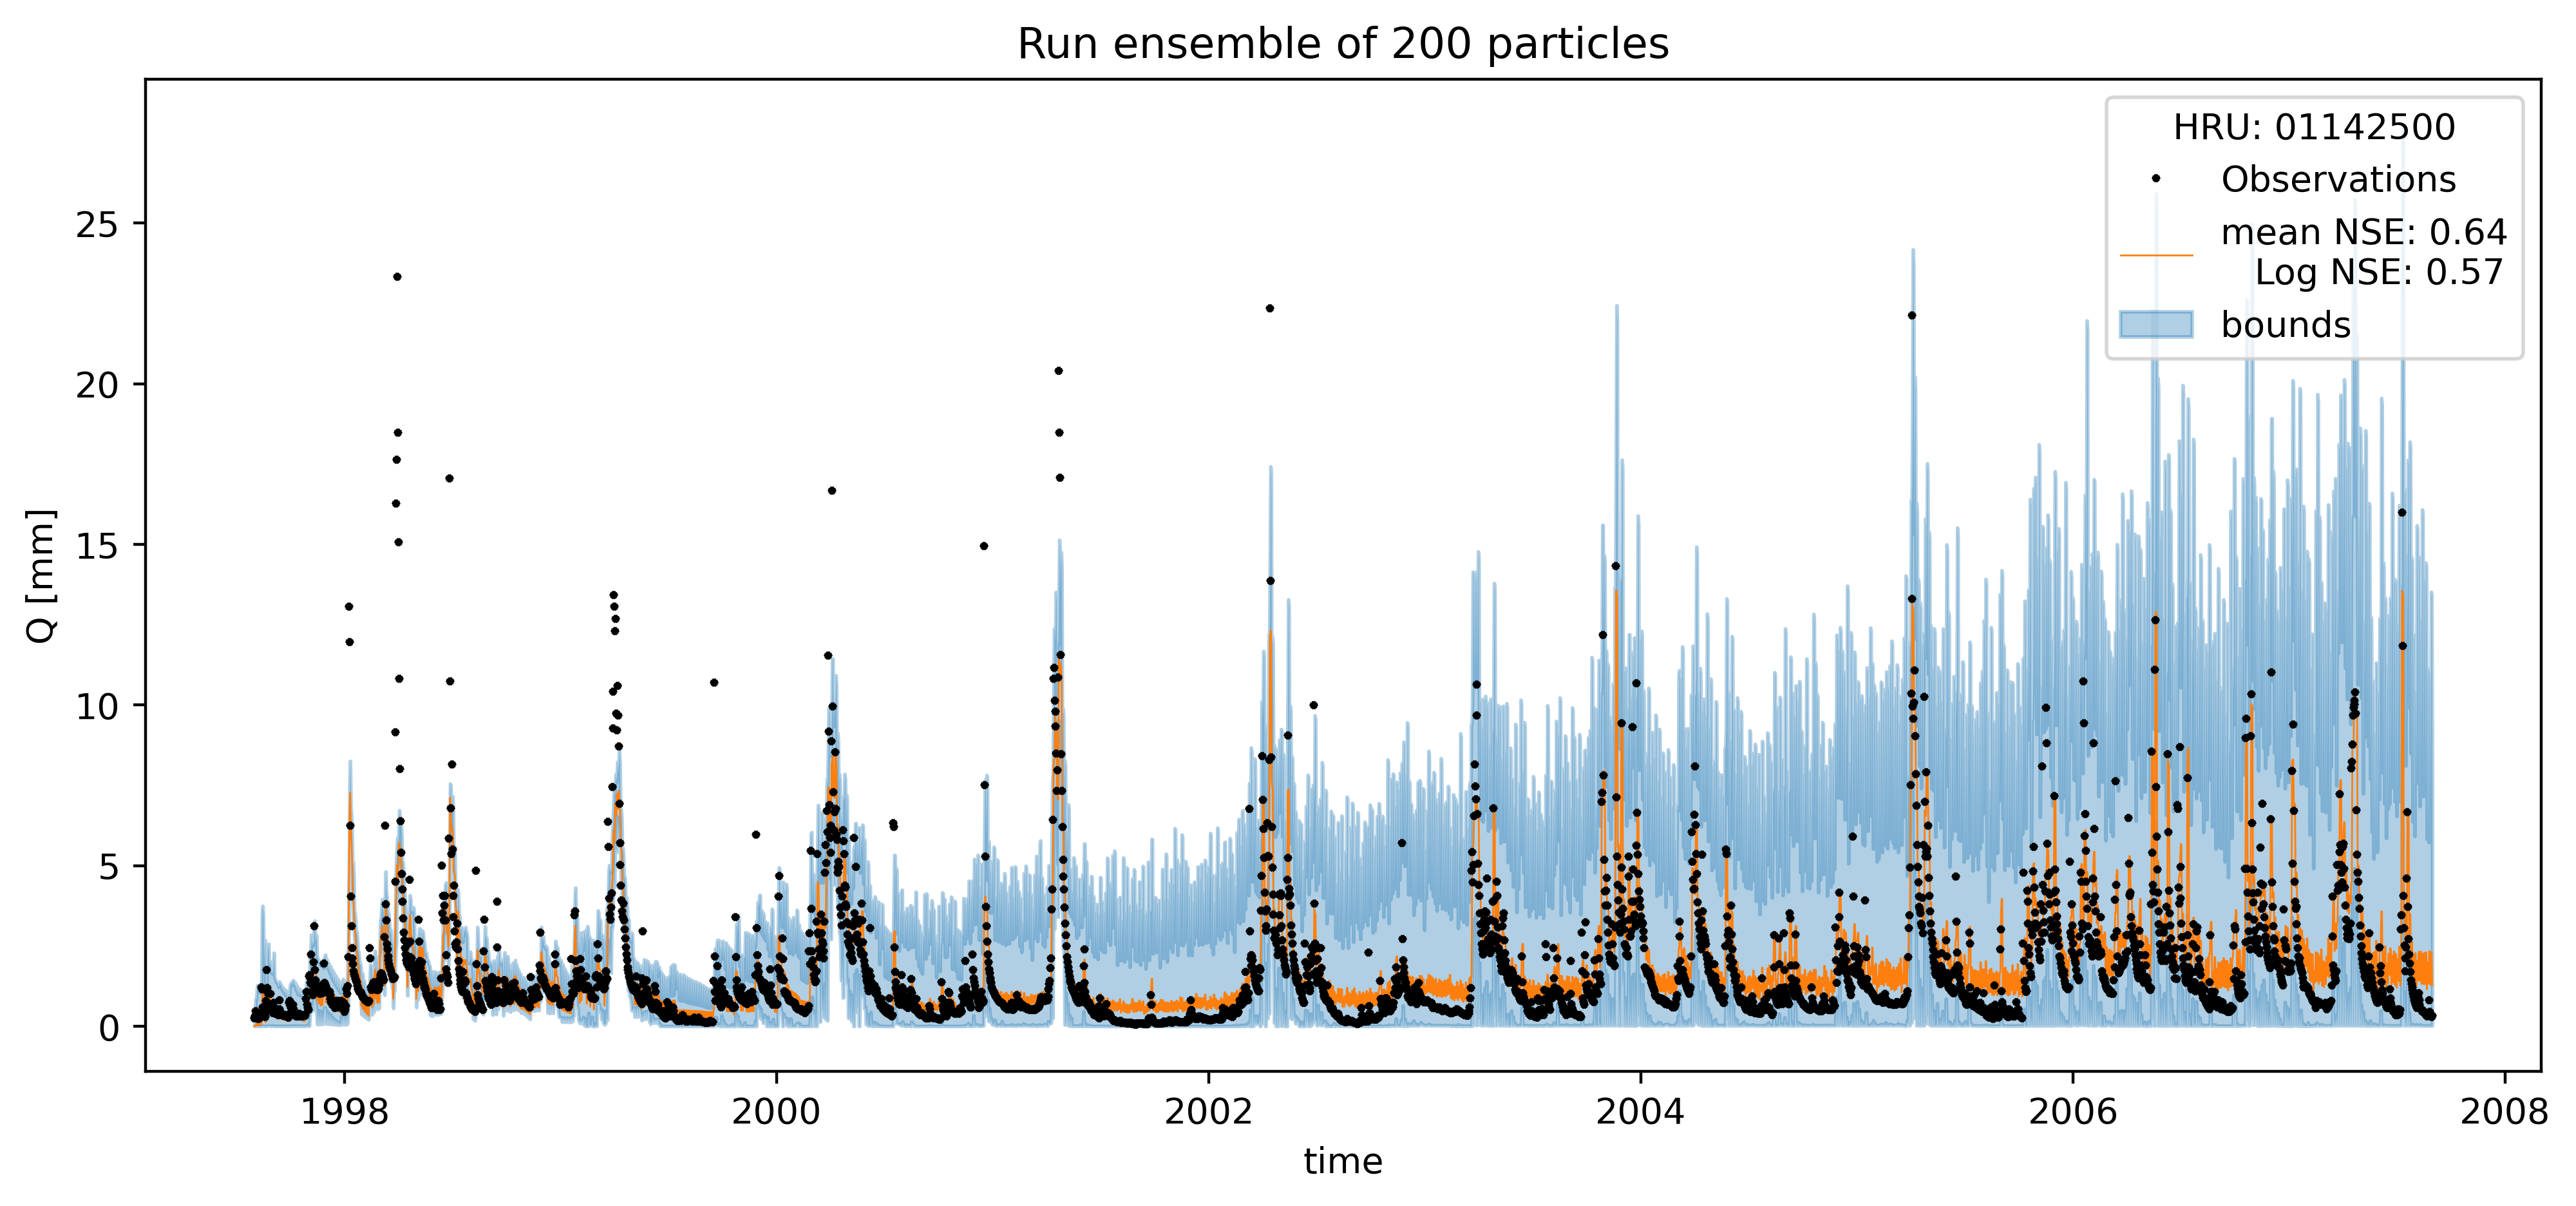 Run ensemble of 200 particles
HRU: 01142500
Observations
mean NSE: 0.64
Log NSE: 0.57
bounds
Q [mm]
25
20
15
10
5
0
1998 2000 2002 2004 2006 2008
time